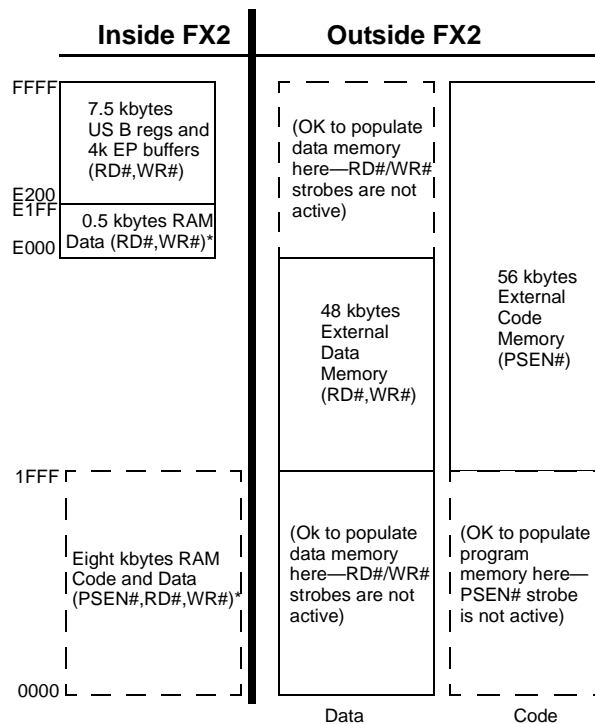 Inside FX2
Outside FX2
FFFF
7.5 kbytes
US B regs and
4k EP buffers
(RD#,WR#)
E200
E1FF
0.5 kbytes RAM
Data (RD#,WR#)*
E000
(OK to populate
data memory
here—RD#/WR#
strobes are not
active)
48 kbytes
External
Data
Memory
(RD#,WR#)
56 kbytes
External
Code
Memory
(PSEN#)
1FFF
Eight kbytes RAM
Code and Data
(PSEN#,RD#,WR#)*
0000
(Ok to populate
data memory
here—RD#/WR#
strobes are not
active)
(OK to populate
program
memory here—
PSEN# strobe
is not active)
Data
Code